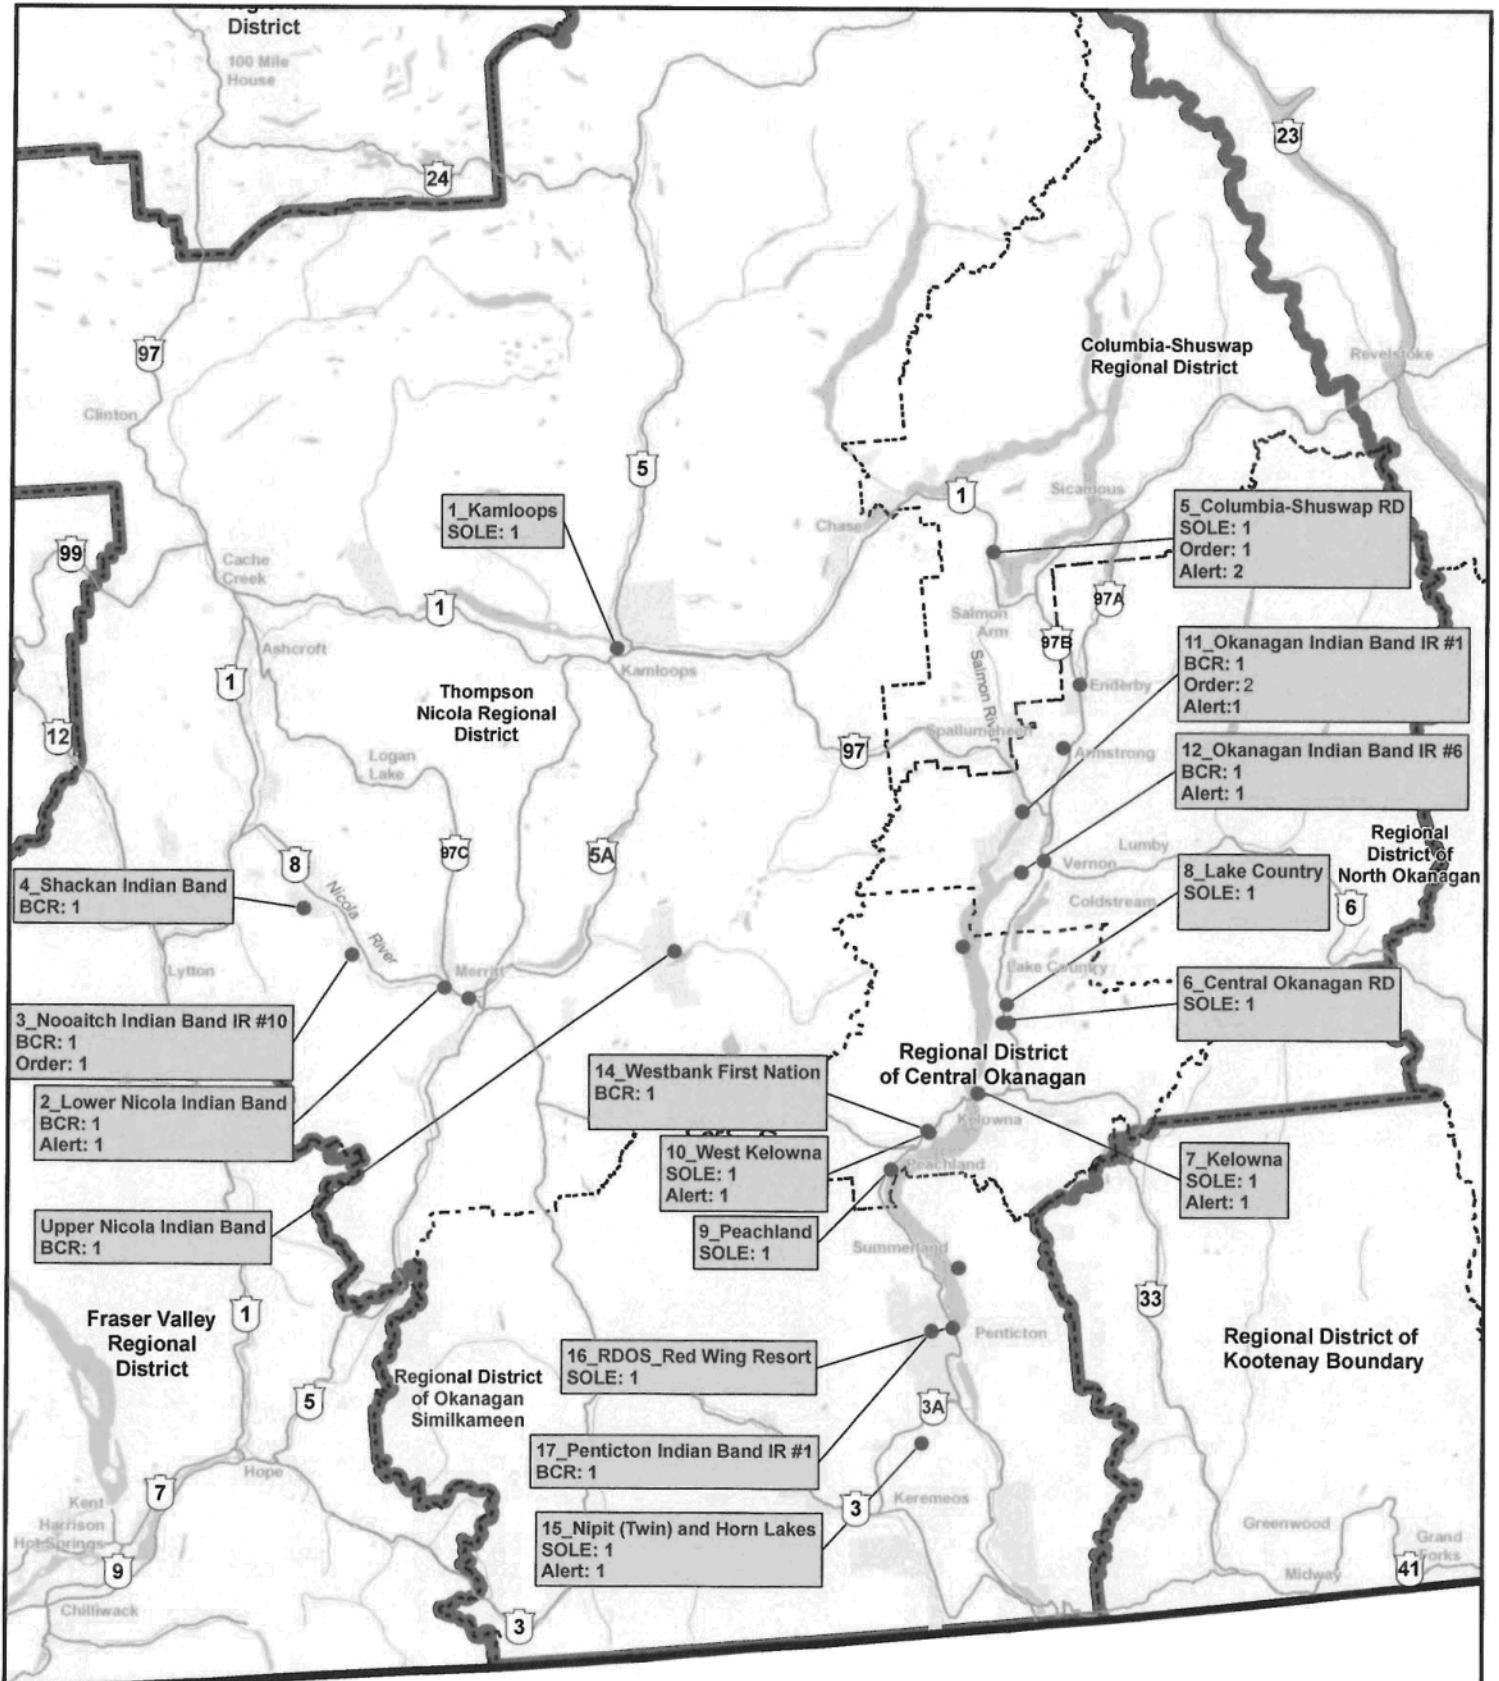 District
100 Mile
House
24
23
97
Clinton
Columbia-Shuswap
Regional District
Revelstoke
5
1_Kamloops
SOLE: 1
1
Sicamous
Chase
5_Columbia-Shuswap RD
SOLE: 1
Order: 1
Alert: 2
99
Cache
Creek
1
97A
Salmon
Arm
97B
Salmon River
Ashcroft
1
Kamloops
Enderby
11_Okanagan Indian Band IR #1
BCR: 1
Order: 2
Alert:1
Thompson
Nicola Regional
District
12
Spallumcheen
97
Armstrong
12_Okanagan Indian Band IR #6
BCR: 1
Alert: 1
Logan
Lake
8
97C
5A
Lumby
Vernon
Regional
District of
North Okanagan
4_Shackan Indian Band
BCR: 1
Nicola
River
8_Lake Country
SOLE: 1
6
Coldstream
Lytton
Merritt
Lake Country
6_Central Okanagan RD
SOLE: 1
3_Nooaitch Indian Band IR #10
BCR: 1
Order: 1
Regional District
of Central Okanagan
14_Westbank First Nation
BCR: 1
2_Lower Nicola Indian Band
BCR: 1
Alert: 1
Kelowna
10_West Kelowna
SOLE: 1
Alert: 1
Peachland
7_Kelowna
SOLE: 1
Alert: 1
Upper Nicola Indian Band
BCR: 1
9_Peachland
SOLE: 1
Summerland
Fraser Valley
Regional
District
1
33
Penticton
Regional District of
Kootenay Boundary
16_RDOS_Red Wing Resort
SOLE: 1
Regional District
of Okanagan
Similkameen
5
3A
17_Penticton Indian Band IR #1
BCR: 1
Hope
7
Kent
Harrison
Hot Springs
3
Keremeos
15_Nipit (Twin) and Horn Lakes
SOLE: 1
Alert: 1
Greenwood
Grand
Forks
Midway
41
9
Chilliwack
3